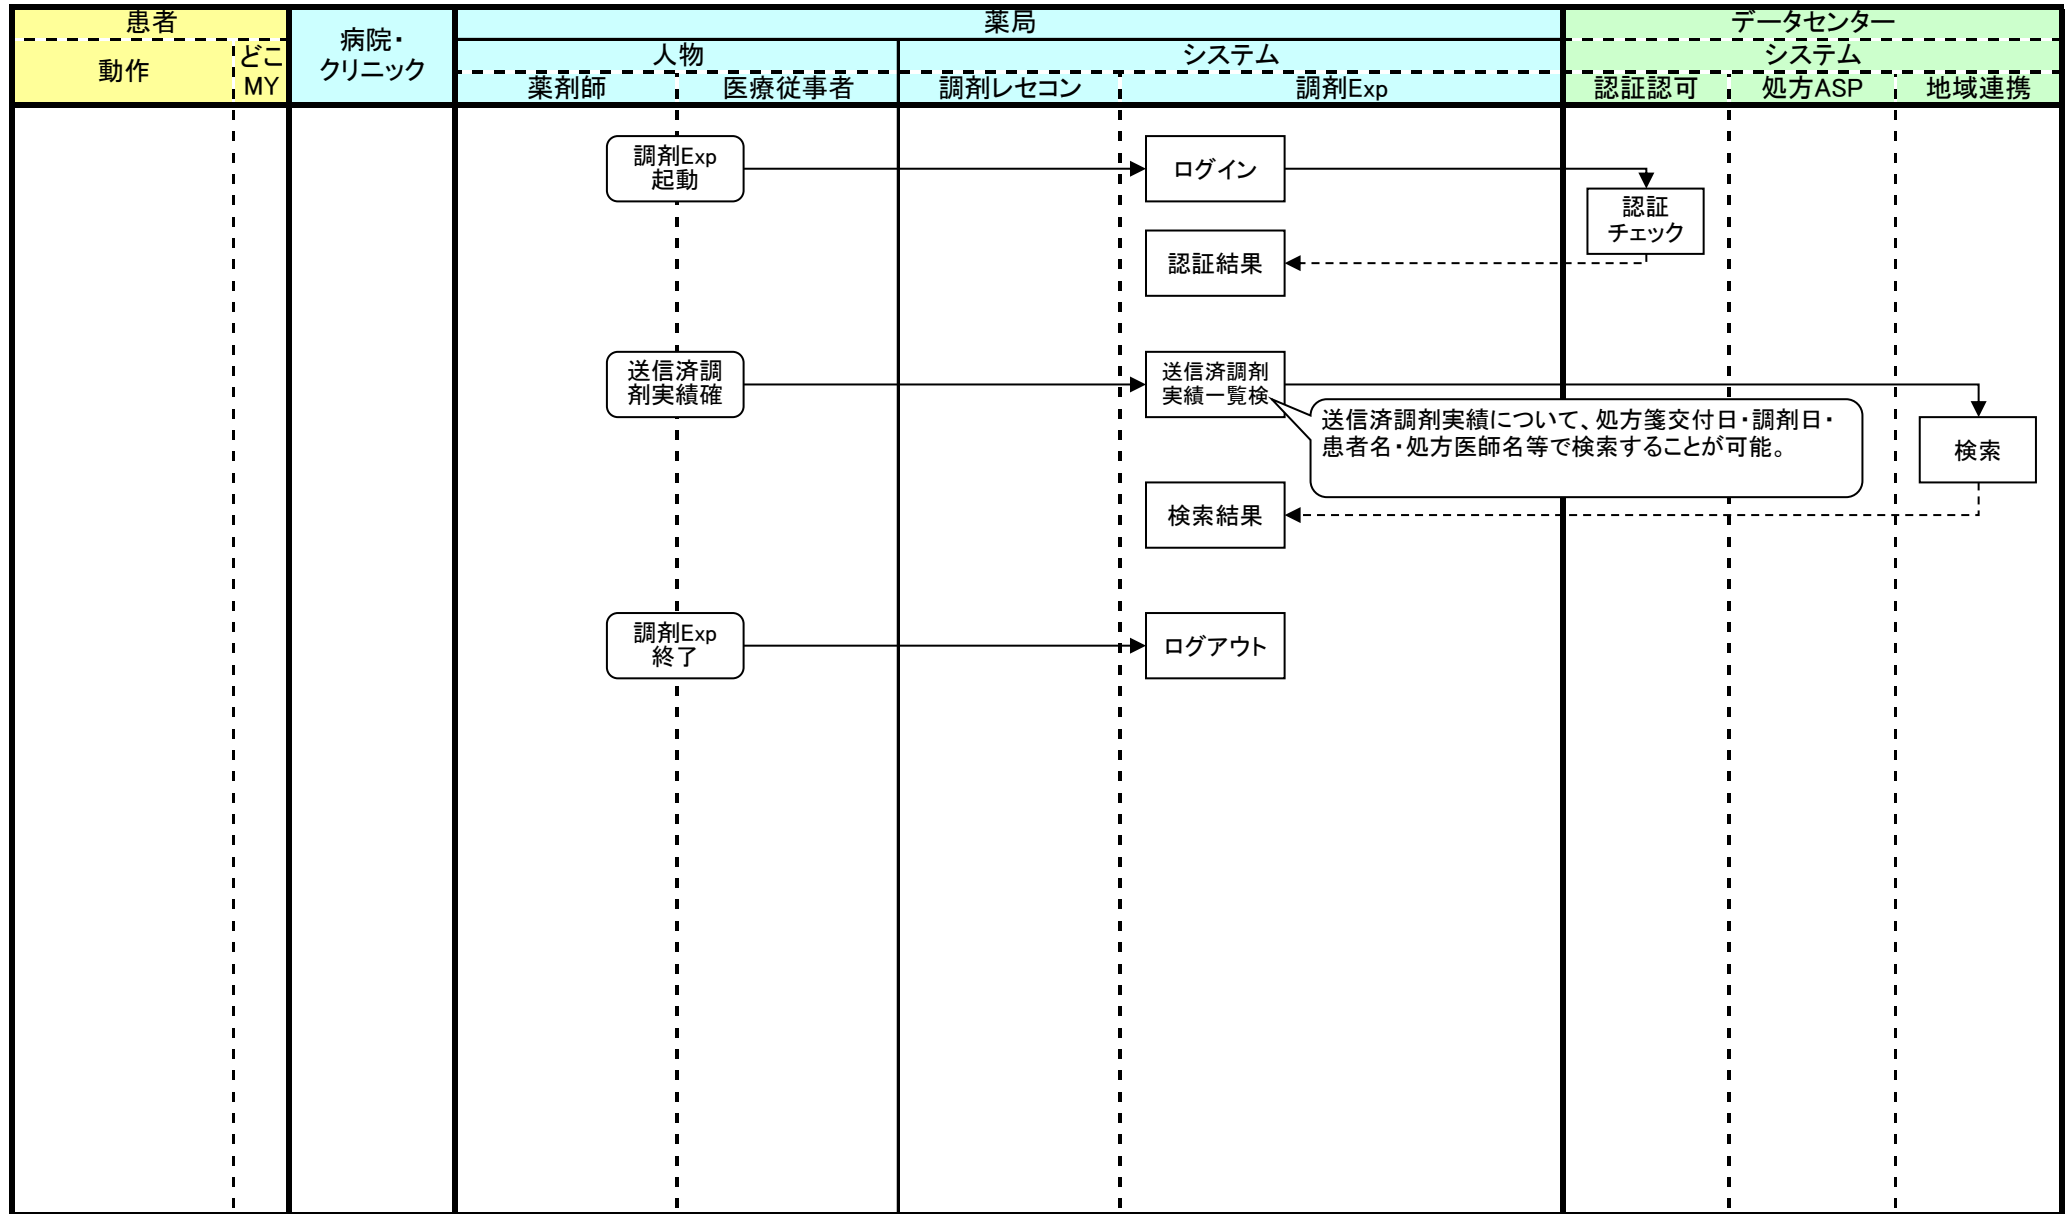 患者
病院・
クリニック
薬局
データセンター
動作
どこ
MY
人物
システム
システム
薬剤師
医療従事者
調剤レセコン
調剤Exp
認証認可
処方ASP
地域連携
調剤Exp
起動
ログイン
認証
チェック
認証結果
送信済調
剤実績確
送信済調剤
実績一覧検
送信済調剤実績について、処方箋交付日・調剤日・
患者名・処方医師名等で検索することが可能。
検索
検索結果
調剤Exp
終了
ログアウト